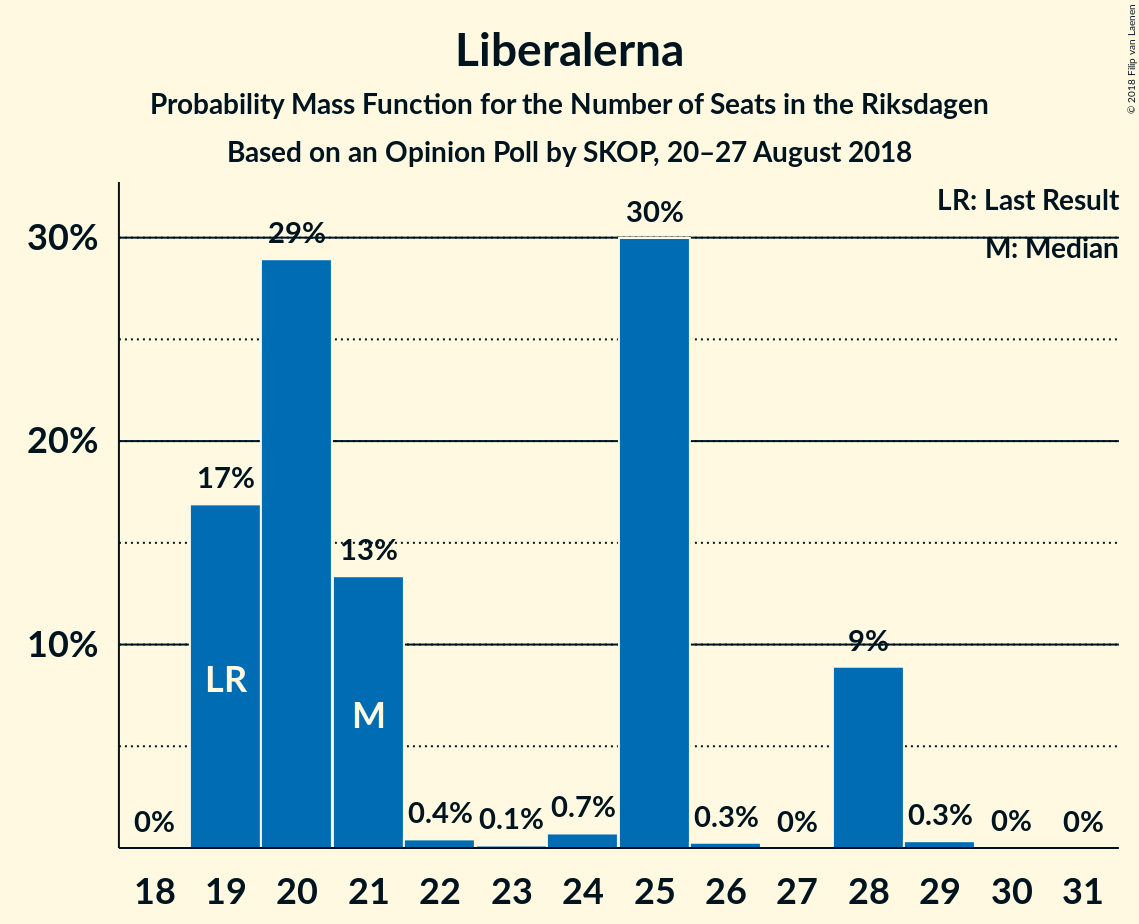 Liberalerna
Probability Mass Function for the Number of Seats in the Riksdagen
Based on an Opinion Poll by SKOP, 20–27 August 2018
© 2018 Filip van Laenen
LR: Last Result
M: Median
30%
20%
10%
0%
17%
29%
13%
0.4%
0.1%
0.7%
30%
0.3%
0%
9%
0.3%
0%
0%
LR
M
18 19 20 21 22 23 24 25 26 27 28 29 30 31